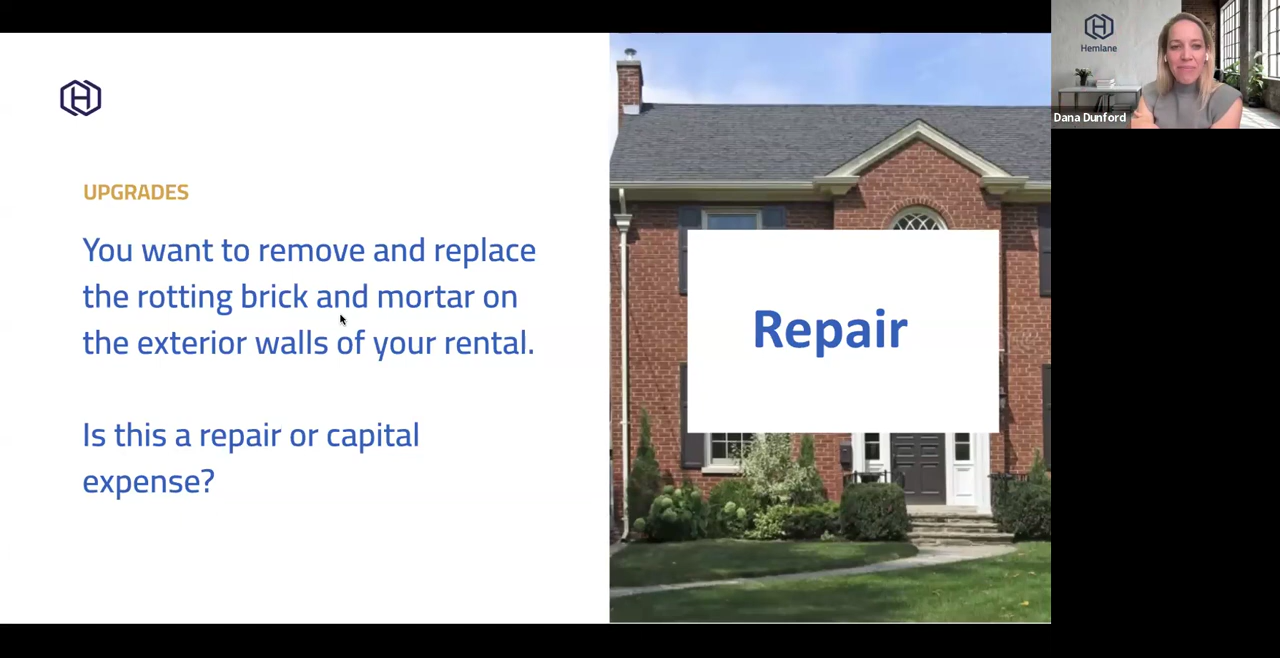 UPGRADES
You want to remove and replace
the rotting brick and mortar on
the exterior walls of your rental.
Is this a repair or capital
expense?
Repair
Hemlane
Dana Dunford